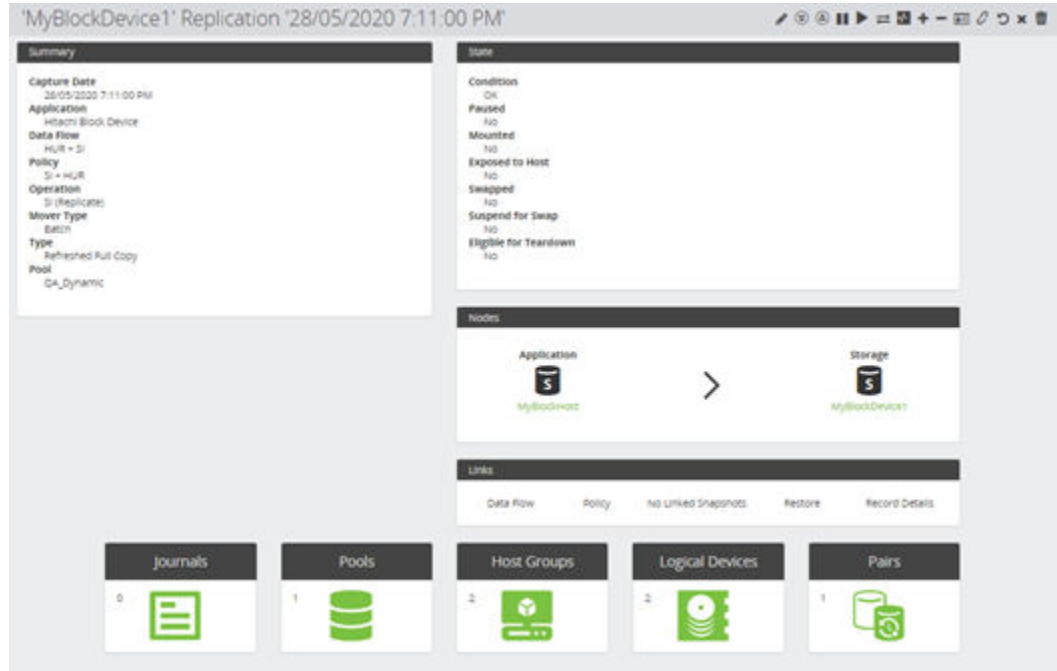 'MyBlockDevice1' Replication '28/05/2020 7:11:00 PM'
Summary
Capture Date
28/05/2020 7:11:00 PM
Application
Hitachi Block Device
Data Flow
HUR + SI
Policy
SI + HUR
Operation
SI (Replicate)
Mover Type
Batch
Type
Refreshed Full Copy
Pool
QA_Dynamic
State
Condition
OK
Paused
No
Mounted
No
Exposed to Host
No
Swapped
No
Suspend for Swap
No
Eligible for Teardown
No
Nodes
Application Storage
S S
MyBlockHost MyBlockDevice1
Links
Data Flow Policy No Linked Snapshots Restore Record Details
Journals Pools Host Groups Logical Devices Pairs
0 1 2 2 1